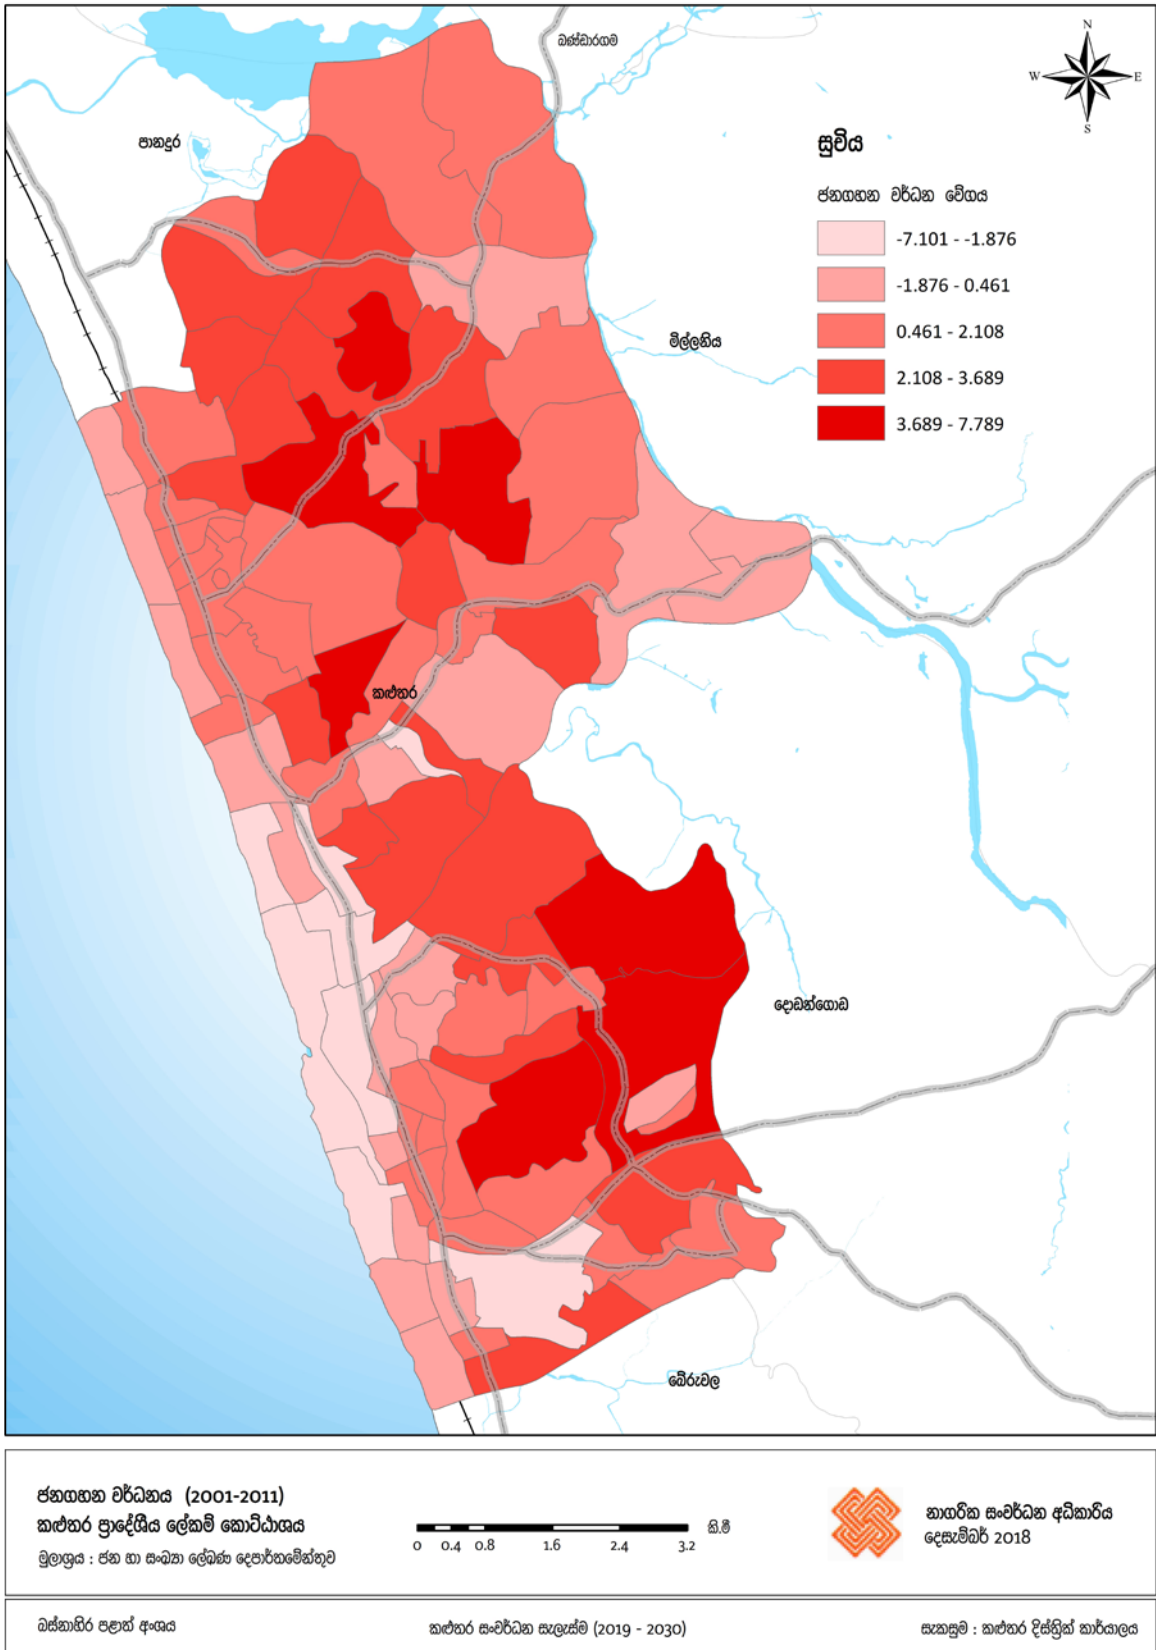 බණ්ඩාරගම
N
W E
S
පානදුර
සූචිය
ජනගහන වර්ධන වේගය
-7.101 - -1.876
-1.876 - 0.461
0.461 - 2.108
2.108 - 3.689
3.689 - 7.789
මිල්ලනිය
කළුතර
දොඩන්ගොඩ
බේරුවල
ජනගහන වර්ධනය (2001-2011)
කළුතර ප්‍රාදේශීය ලේකම් කොට්ඨාශය
මුලාශ්‍රය : ජන හා සංඛ්‍යා ලේඛණ දෙපාර්තමේන්තුව
කි.මී
0 0.4 0.8 1.6 2.4 3.2
නාගරික සංවර්ධන අධිකාරිය
දෙසැම්බර් 2018
බස්නාහිර පළාත් අංශය
කළුතර සංවර්ධන සැලැස්ම (2019 - 2030)
සැකසුම : කළුතර දිස්ත්‍රික් කාර්යාලය